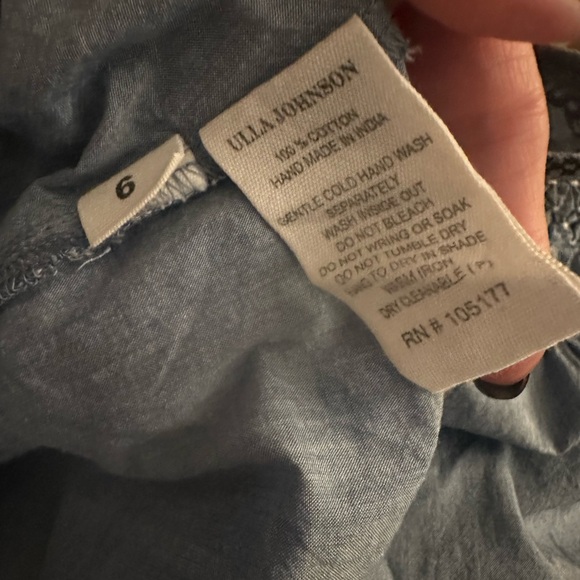 6
ULLA JOHNSON
100 % COTTON
HAND MADE IN INDIA
GENTLE COLD HAND WASH
SEPARATELY
WASH INSIDE OUT
DO NOT BLEACH
DO NOT WRING OR SOAK
DO NOT TUMBLE DRY
TO DRY IN SHADE
WARM IRON
DRY CLEANABLE ( P )
RN # 105177